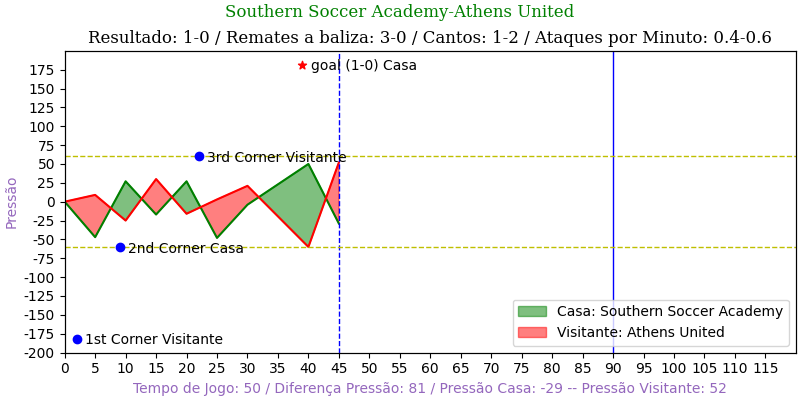 Southern Soccer Academy-Athens United
Resultado: 1-0 / Remates a baliza: 3-0 / Cantos: 1-2 / Ataques por Minuto: 0.4-0.6
Pressão
175
150
125
100
75
50
25
0
-25
-50
-75
-100
-125
-150
-175
-200
goal (1-0) Casa
3rd Corner Visitante
2nd Corner Casa
1st Corner Visitante
Casa: Southern Soccer Academy
Visitante: Athens United
0 5 10 15 20 25 30 35 40 45 50 55 60 65 70 75 80 85 90 95 100 105 110 115
Tempo de Jogo: 50 / Diferença Pressão: 81 / Pressão Casa: -29 -- Pressão Visitante: 52